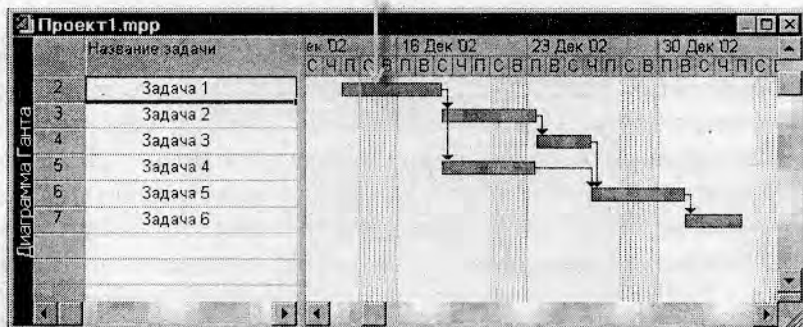 Проект1.mpp
Название задачи
ек '02 16 Дек '02 23 Дек '02 30 Дек '02
С Ч П С В П В С Ч П С В П В С Ч П С В П В С Ч П С
2 Задача 1
3 Задача 2
4 Задача 3
5 Задача 4
6 Задача 5
7 Задача 6
Диаграмма Ганта